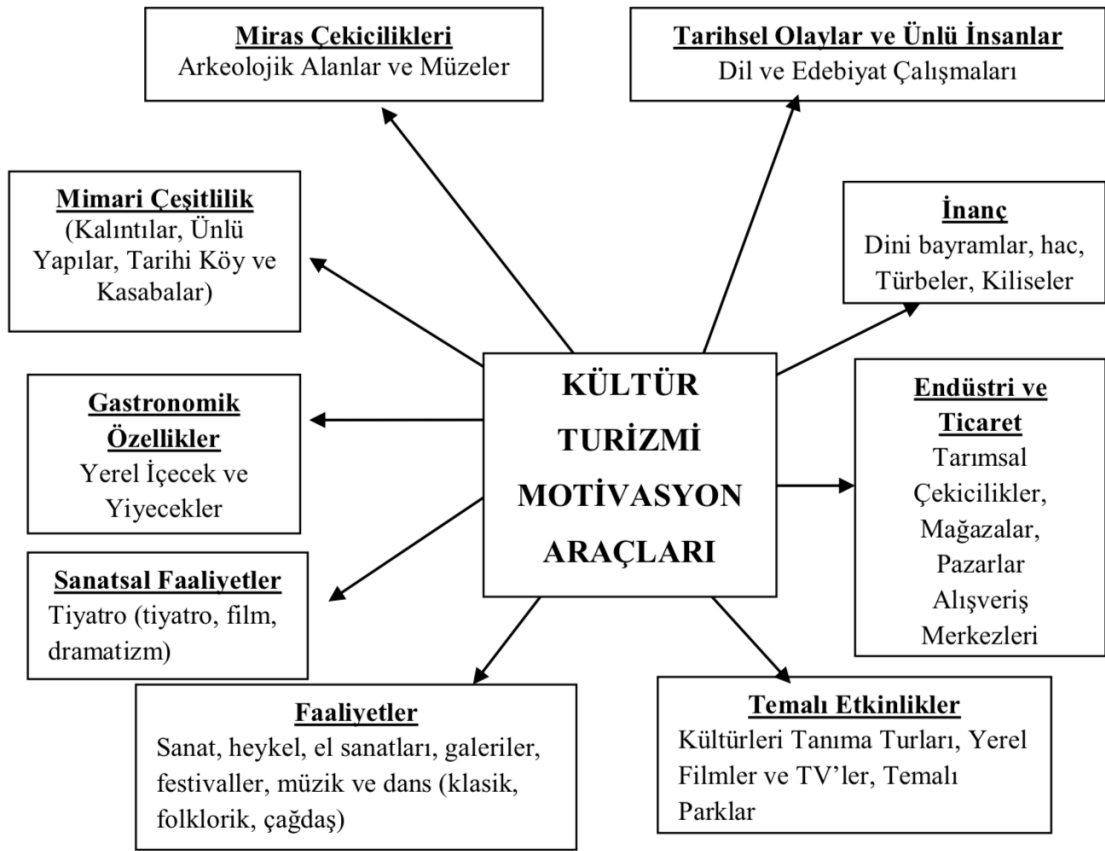 Miras Çekicilikleri
Arkeolojik Alanlar ve Müzeler
Tarihsel Olaylar ve Ünlü İnsanlar
Dil ve Edebiyat Çalışmaları
Mimari Çeşitlilik
(Kalıntılar, Ünlü
Yapılar, Tarihi Köy ve
Kasabalar)
İnanç
Dini bayramlar, hac,
Türbeler, Kiliseler
KÜLTÜR
TURİZMİ
MOTİVASYON
ARAÇLARI
Gastronomik
Özellikler
Yerel İçecek ve
Yiyecekler
Endüstri ve
Ticaret
Tarımsal
Çekicilikler,
Mağazalar,
Pazarlar
Alışveriş
Merkezleri
Sanatsal Faaliyetler
Tiyatro (tiyatro, film,
dramatizm)
Faaliyetler
Sanat, heykel, el sanatları, galeriler,
festivaller, müzik ve dans (klasik,
folklorik, çağdaş)
Temalı Etkinlikler
Kültürleri Tanıma Turları, Yerel
Filmler ve TV’ler, Temalı
Parklar